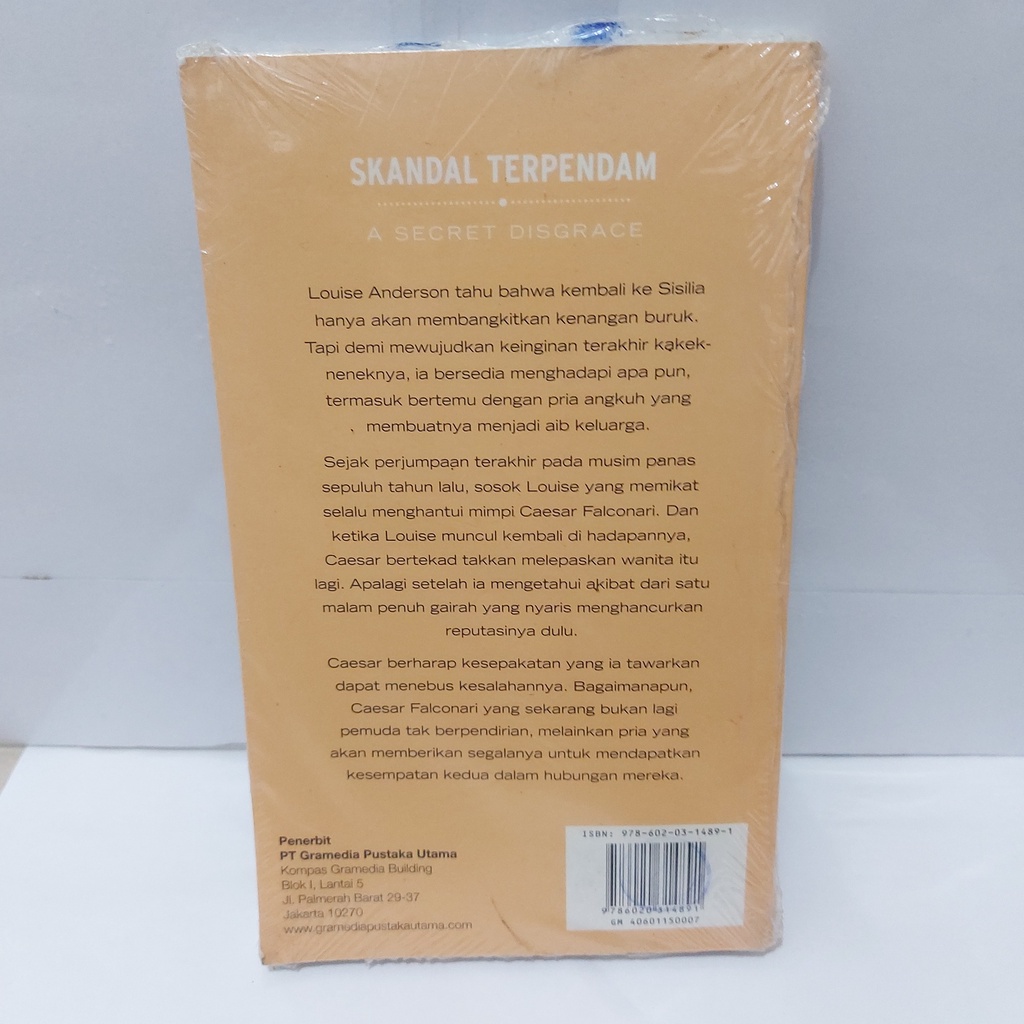 SKANDAL TERPENDAM
A SECRET DISGRACE
Louise Anderson tahu bahwa kembali ke Sisilia
hanya akan membangkitkan kenangan buruk.
Tapi demi mewujudkan keinginan terakhir kakek-
neneknya, ia bersedia menghadapi apa pun,
termasuk bertemu dengan pria angkuh yang
membuatnya menjadi aib keluarga.
Sejak perjumpaan terakhir pada musim panas
sepuluh tahun lalu, sosok Louise yang memikat
selalu menghantui mimpi Caesar Falconari. Dan
ketika Louise muncul kembali di hadapannya,
Caesar bertekad takkan melepaskan wanita itu
lagi. Apalagi setelah ia mengetahui akibat dari satu
malam penuh gairah yang nyaris menghancurkan
reputasinya dulu.
Caesar berharap kesepakatan yang ia tawarkan
dapat menebus kesalahannya. Bagaimanapun,
Caesar Falconari yang sekarang bukan lagi
pemuda tak berpendirian, melainkan pria yang
akan memberikan segalanya untuk mendapatkan
kesempatan kedua dalam hubungan mereka.
Penerbit
PT Gramedia Pustaka Utama
Kompas Gramedia Building
Blok I, Lantai 5
Jl. Palmerah Barat 29-37
Jakarta 10270
www.gramediapustakautama.com
ISBN: 978-602-03-1489-1
9 786020 314891
GM 40601150007